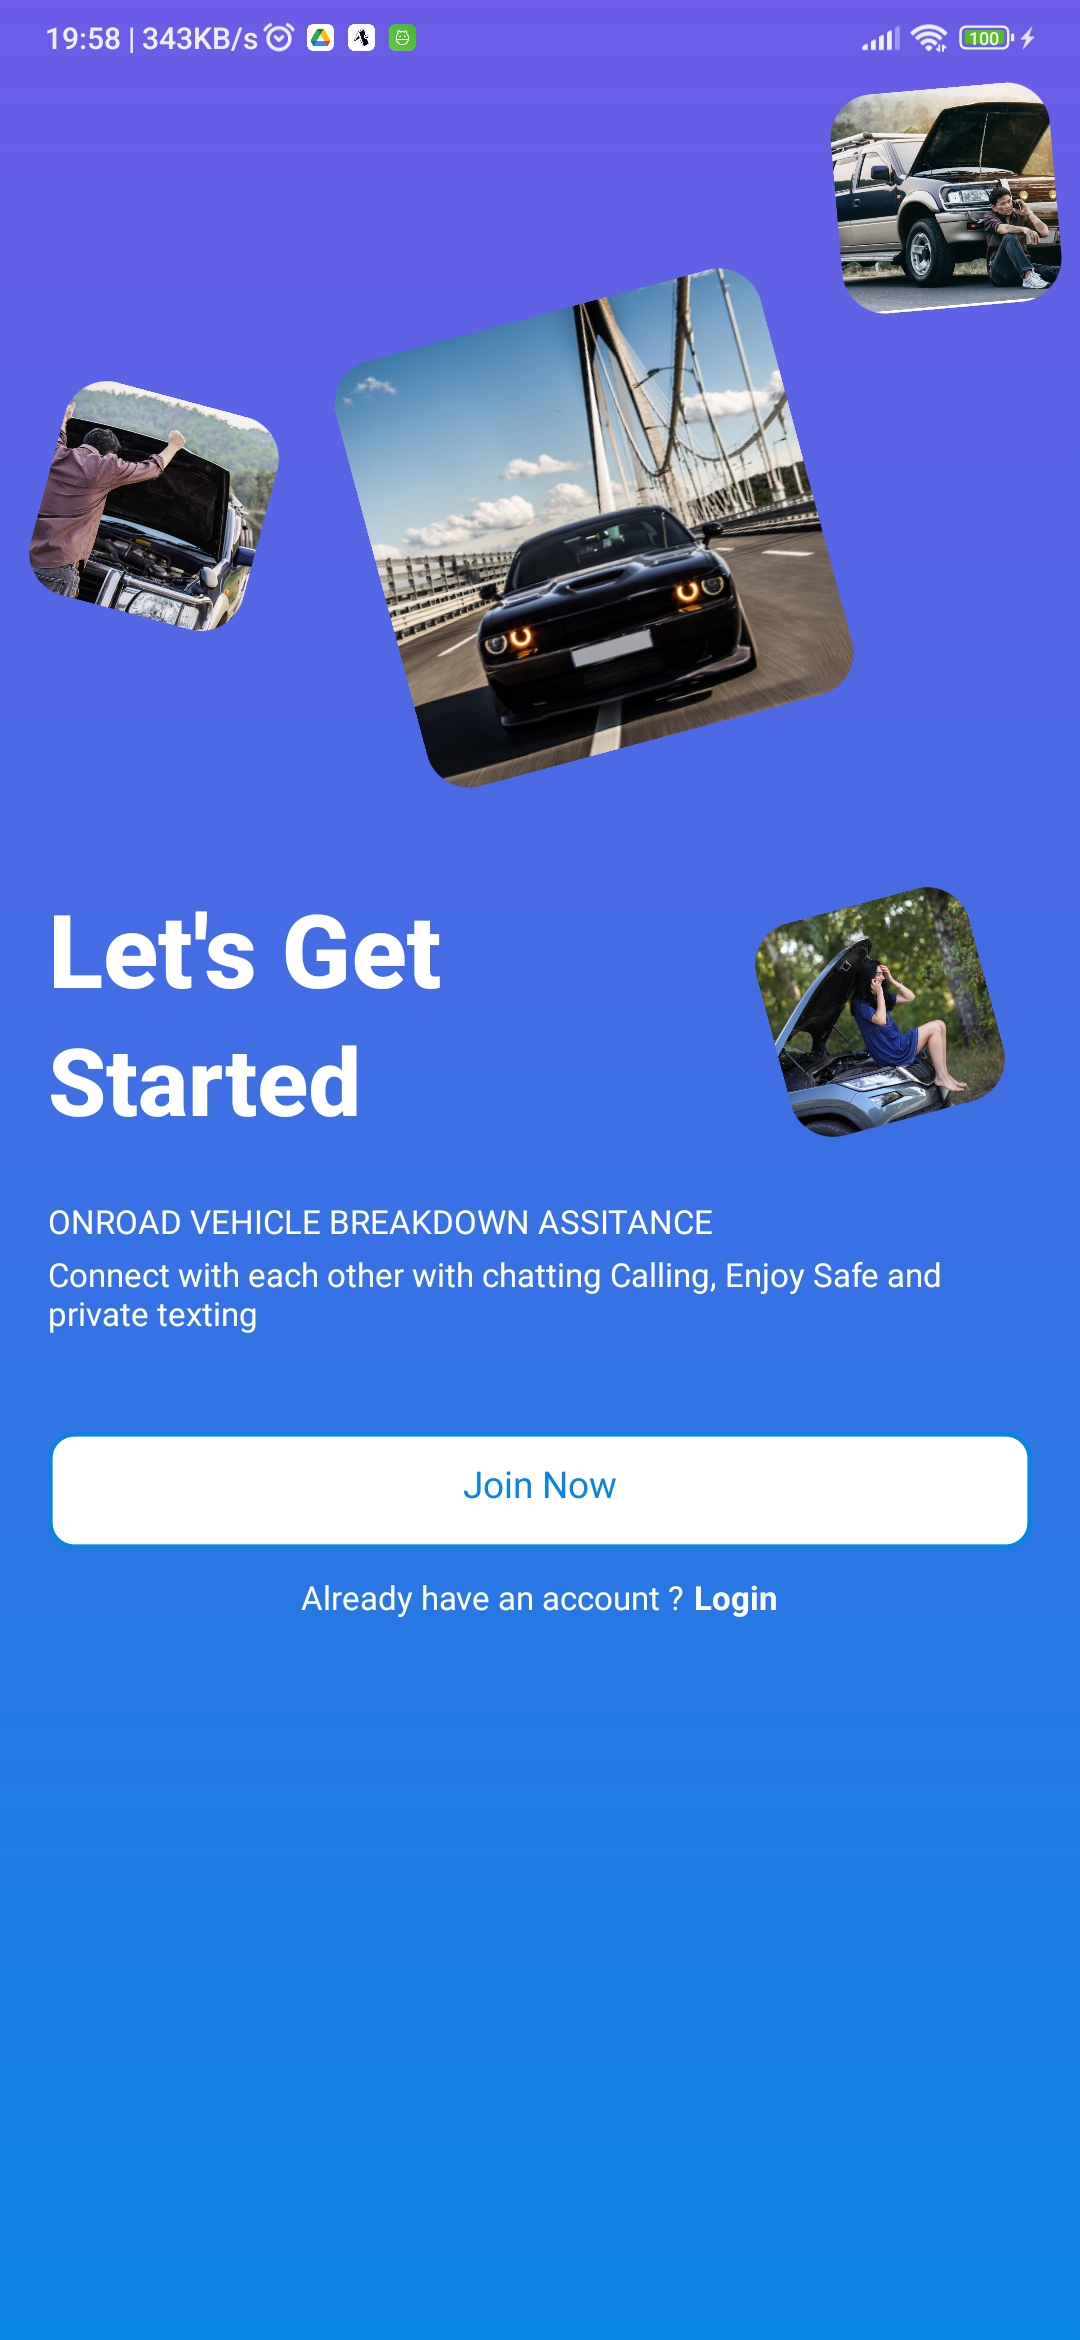 19:58 | 343KB/s
100
Let's Get
Started
ONROAD VEHICLE BREAKDOWN ASSITANCE
Connect with each other with chatting Calling, Enjoy Safe and
private texting
Join Now
Already have an account ? Login